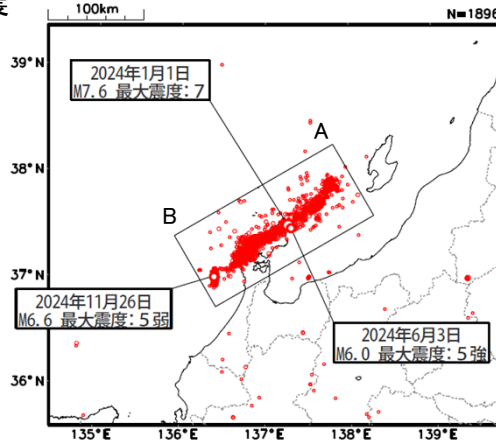 100km
N=1896
39°N
2024年1月1日
M7.6 最大震度：7
A
38°N
B
37°N
2024年11月26日
M6.6 最大震度：5弱
2024年6月3日
M6.0 最大震度：5強
36°N
135°E
136°E
137°E
138°E
139°E